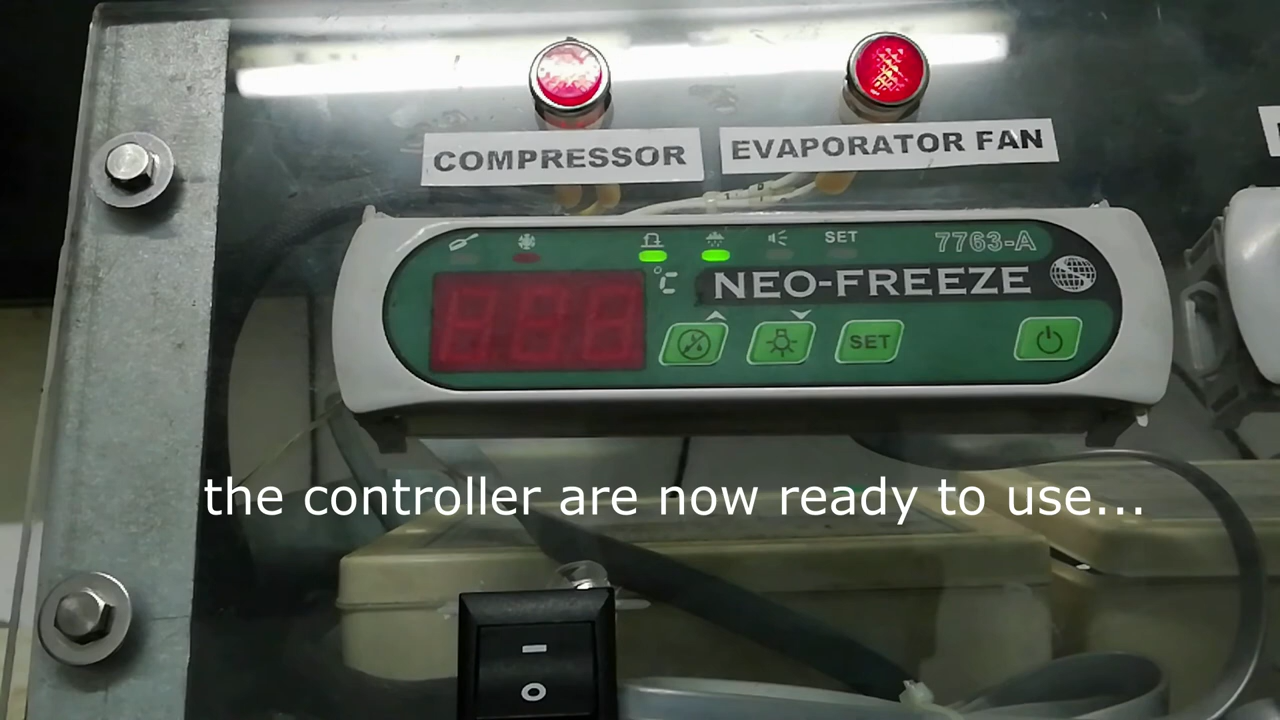 COMPRESSOR
EVAPORATOR FAN
SET
7763-A
°C
NEO-FREEZE
SET
the controller are now ready to use...